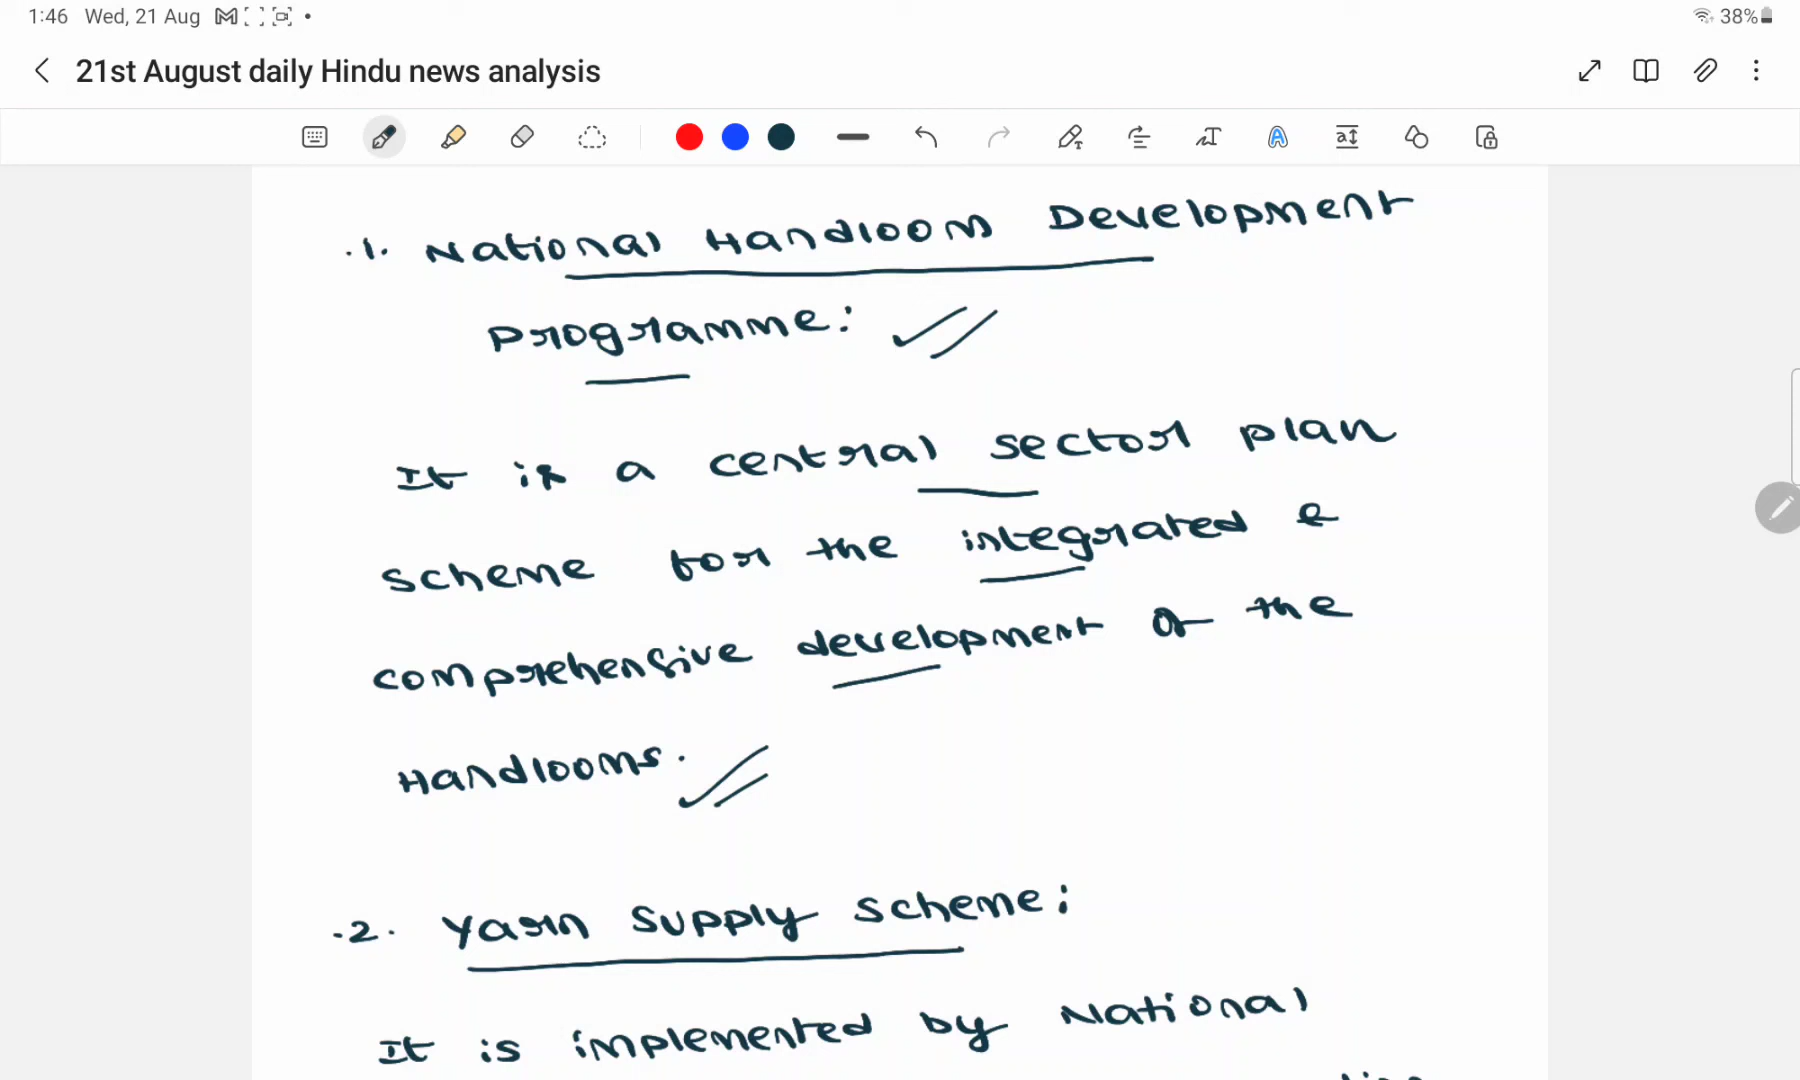 1:46 Wed, 21 Aug
38%
21st August daily Hindu news analysis
.1. National Handloom Development
Programme:
It is a central sector plan
scheme for the integrated &
comprehensive development of the
Handlooms.
.2. Yarn Supply Scheme:
It is implemented by National